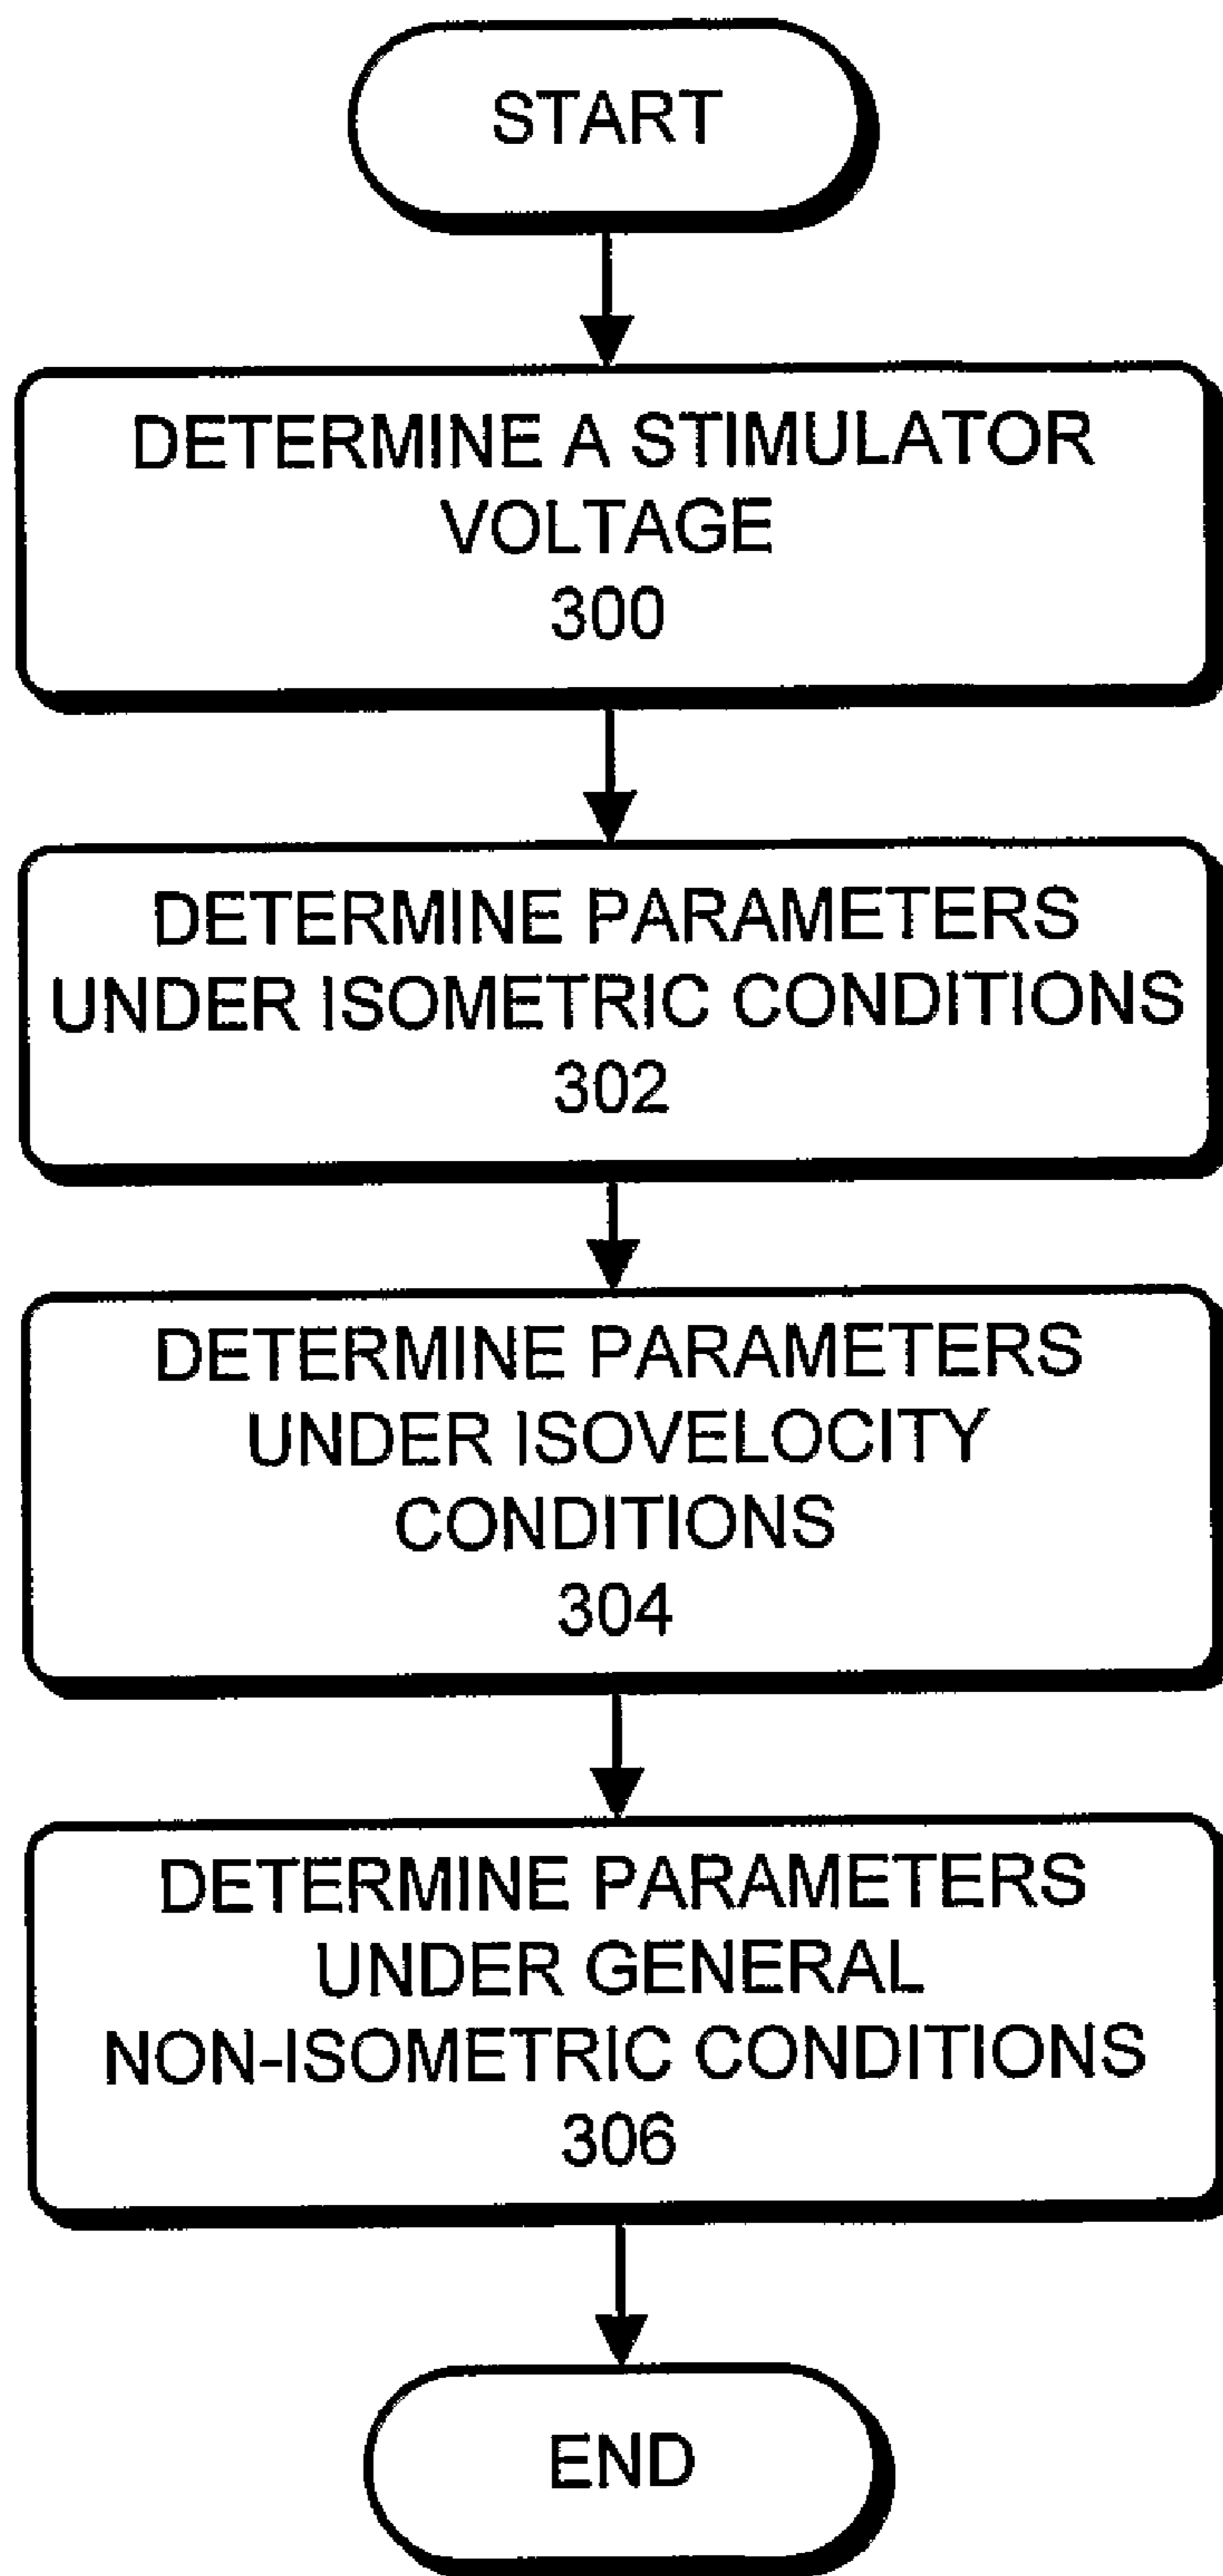 START
DETERMINE A STIMULATOR
VOLTAGE
300
DETERMINE PARAMETERS
UNDER ISOMETRIC CONDITIONS
302
DETERMINE PARAMETERS
UNDER ISOVELOCITY
CONDITIONS
304
DETERMINE PARAMETERS
UNDER GENERAL
NON-ISOMETRIC CONDITIONS
306
END